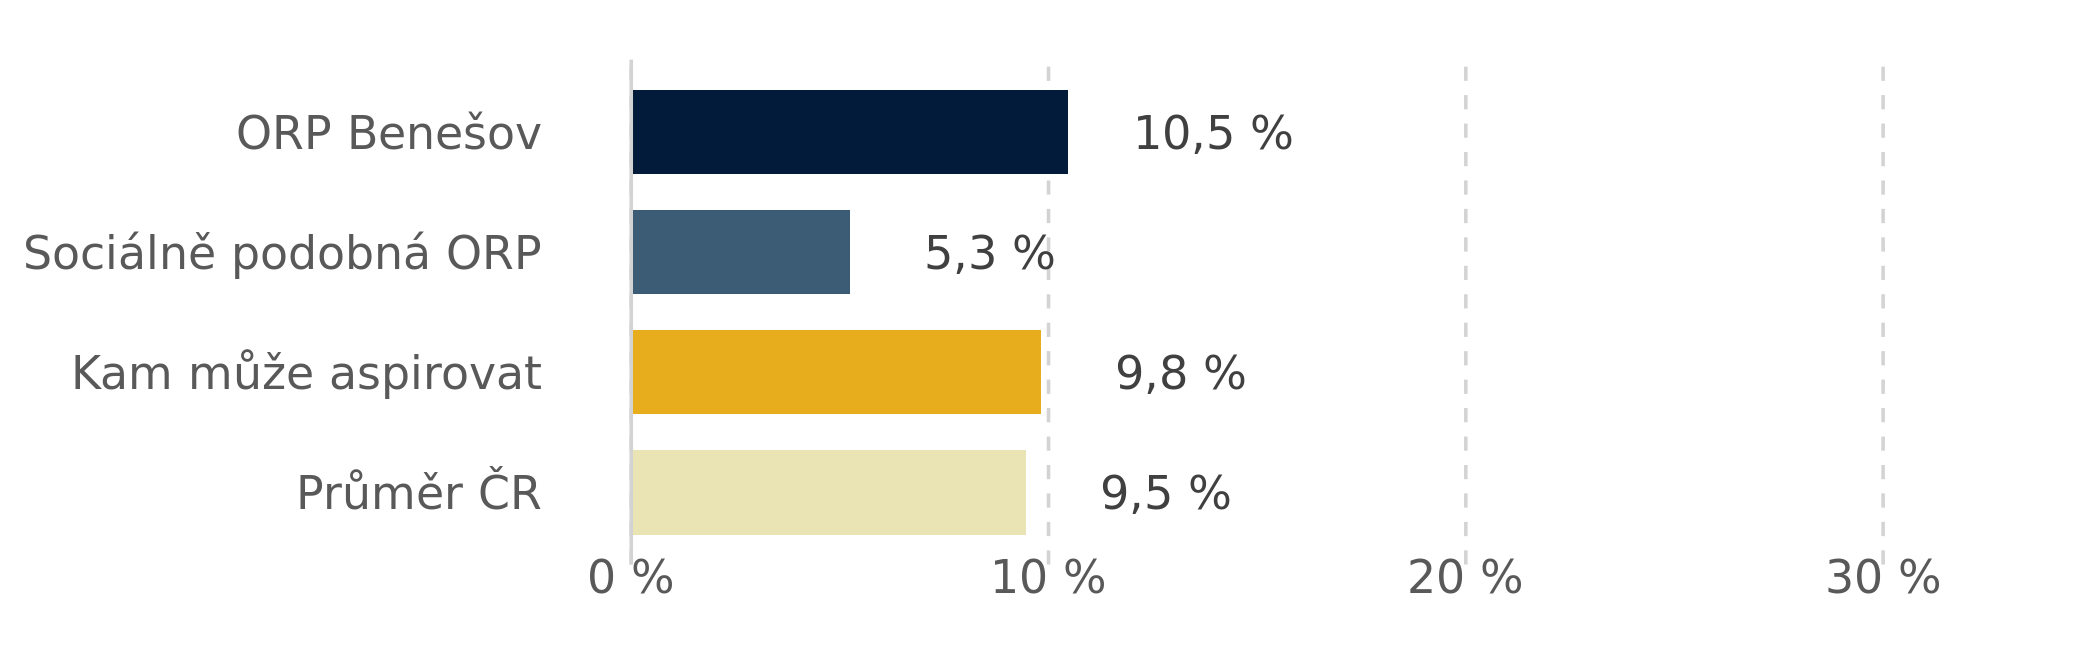 ORP Benešov
10,5 %
Sociálně podobná ORP
5,3 %
Kam může aspirovat
9,8 %
Průměr ČR
9,5 %
0 %
10 %
20 %
30 %